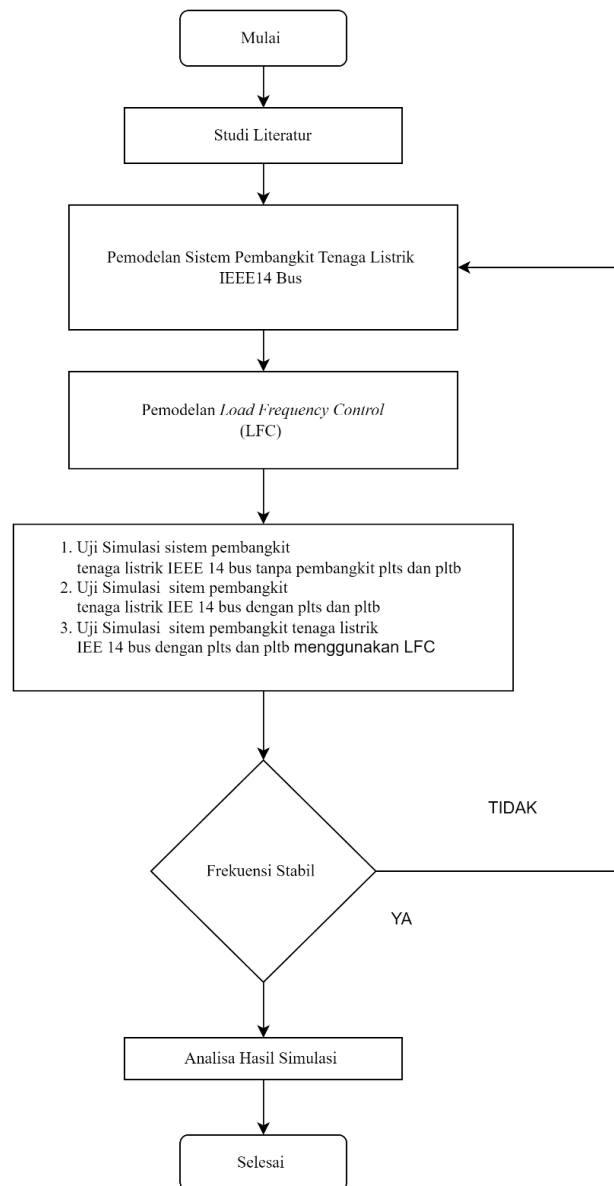 Mulai
Studi Literatur
Pemodelan Sistem Pembangkit Tenaga Listrik
IEEE14 Bus
Pemodelan Load Frequency Control
(LFC)
1. Uji Simulasi sistem pembangkit
tenaga listrik IEEE 14 bus tanpa pembangkit plts dan pltb
2. Uji Simulasi sitem pembangkit
tenaga listrik IEE 14 bus dengan plts dan pltb
3. Uji Simulasi sitem pembangkit tenaga listrik
IEE 14 bus dengan plts dan pltb menggunakan LFC
TIDAK
Frekuensi Stabil
YA
Analisa Hasil Simulasi
Selesai